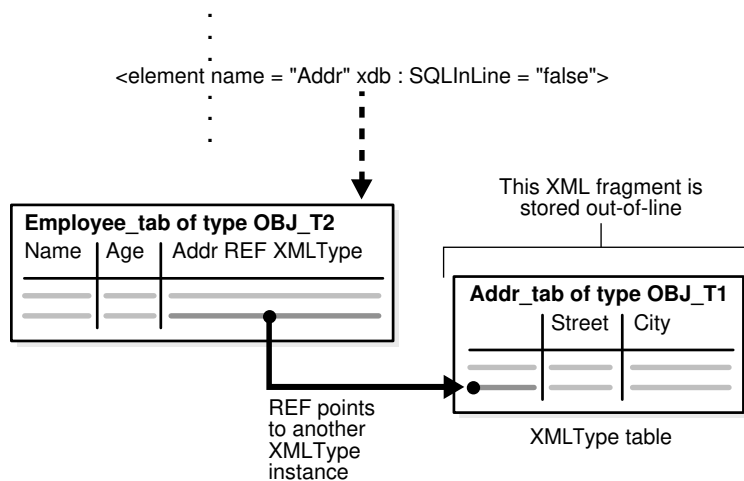 <element name = "Addr" xdb : SQLInLine = "false">
This XML fragment is
stored out-of-line
Employee_tab of type OBJ_T2
Name Age Addr REF XMLType
Addr_tab of type OBJ_T1
Street City
REF points
to another
XMLType
instance
XMLType table